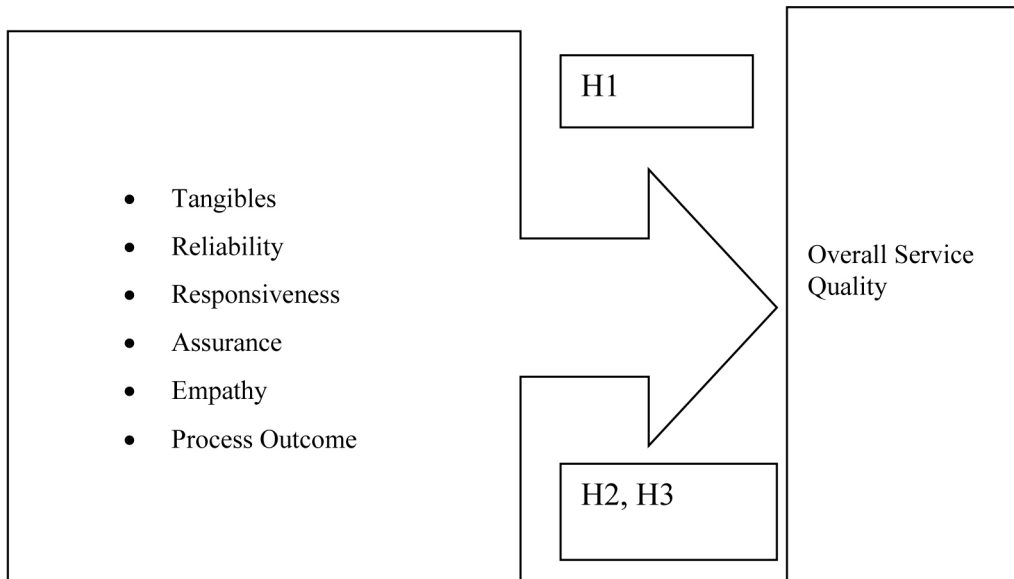 H1
• Tangibles
• Reliability
• Responsiveness
• Assurance
• Empathy
• Process Outcome
Overall Service
Quality
H2, H3